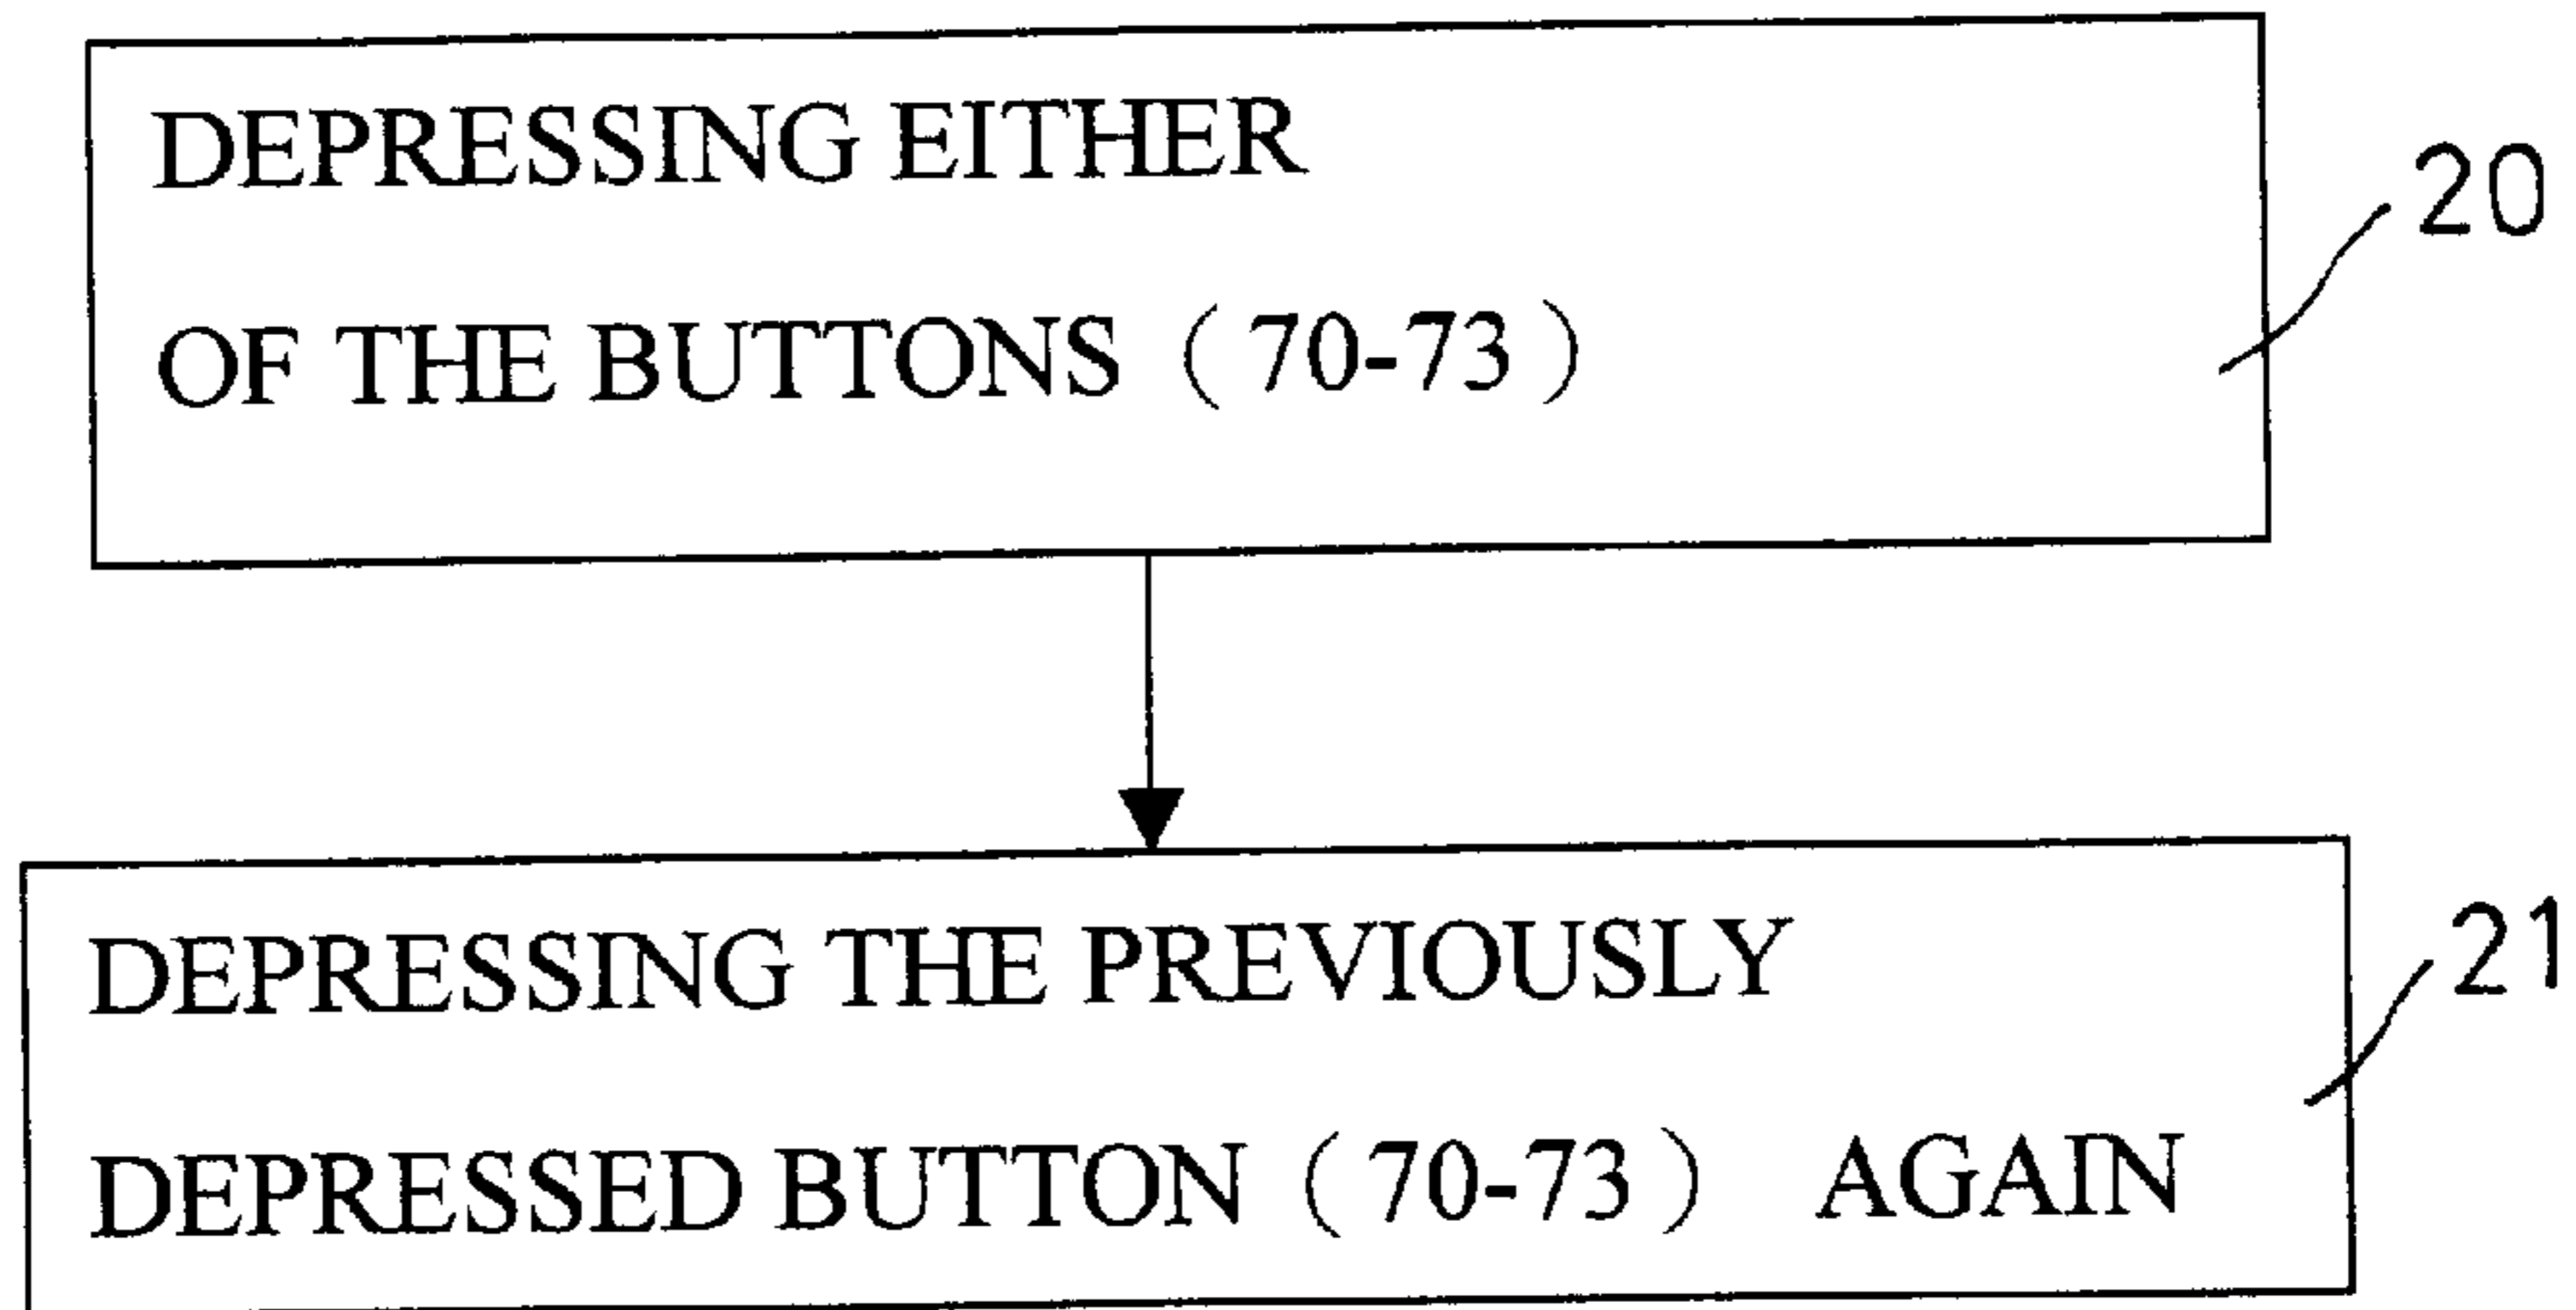 DEPRESSING EITHER
20
OF THE BUTTONS (70-73)
DEPRESSING THE PREVIOUSLY
21
DEPRESSED BUTTON (70-73) AGAIN